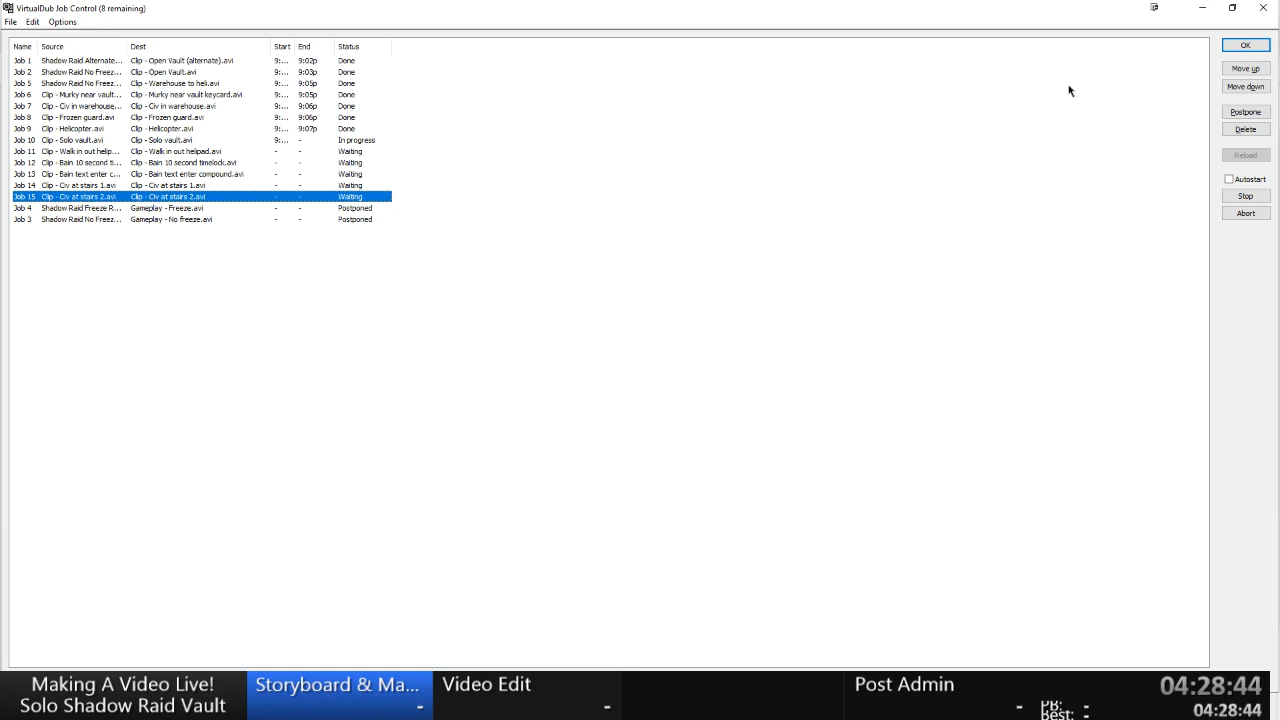 VirtualDub Job Control (8 remaining)
File Edit Options
Name Source Dest Start End Status
Job 1 Shadow Raid Alternate... Clip - Open Vault (alternate).avi 9:... 9:02p Done
Job 2 Shadow Raid No Freez... Clip - Open Vault.avi 9:... 9:03p Done
Job 5 Shadow Raid No Freez... Clip - Warehouse to heli.avi 9:... 9:05p Done
Job 6 Clip - Murky near vault... Clip - Murky near vault keycard.avi 9:... 9:05p Done
Job 7 Clip - Civ in warehouse... Clip - Civ in warehouse.avi 9:... 9:06p Done
Job 8 Clip - Frozen guard.avi Clip - Frozen guard.avi 9:... 9:06p Done
Job 9 Clip - Helicopter.avi Clip - Helicopter.avi 9:... 9:07p Done
Job 10 Clip - Solo vault.avi Clip - Solo vault.avi 9:... - In progress
Job 11 Clip - Walk in out help... Clip - Walk in out helipad.avi - - Waiting
Job 12 Clip - Bain 10 second ti... Clip - Bain 10 second timelock.avi - - Waiting
Job 13 Clip - Bain text enter c... Clip - Bain text enter compound.avi - - Waiting
Job 14 Clip - Civ at stairs 1.avi Clip - Civ at stairs 1.avi - - Waiting
Job 15 Clip - Civ at stairs 2.avi Clip - Civ at stairs 2.avi - - Waiting
Job 4 Shadow Raid Freeze R... Gameplay - Freeze.avi - - Postponed
Job 3 Shadow Raid No Freez... Gameplay - No freeze.avi - - Postponed
OK
Move up
Move down
Postpone
Delete
Reload
Autostart
Stop
Abort
Making A Video Live!
Solo Shadow Raid Vault
Storyboard & Ma...
-
Video Edit
-
Post Admin
-
PB: -
Best: -
04:28:44
04:28:44